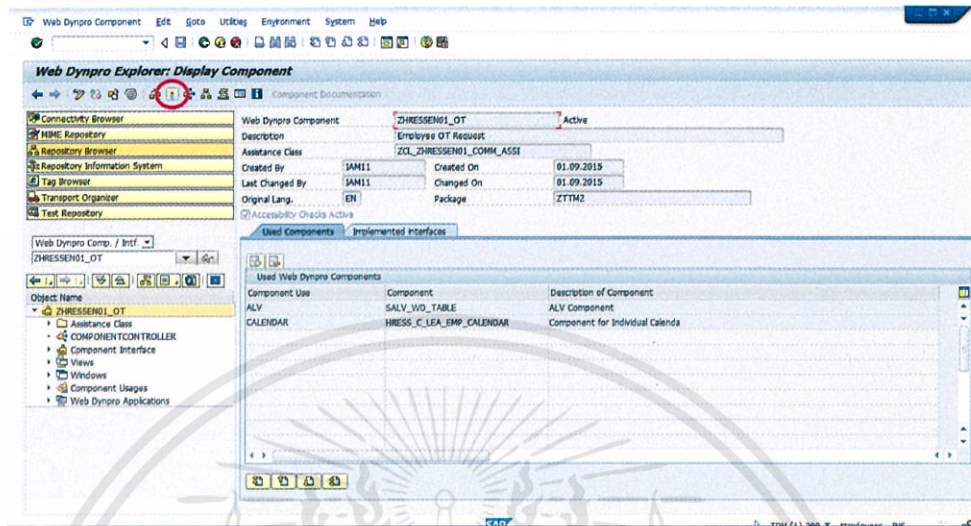 Web Dynpro Component Edit Goto Utilities Environment System Help
Web Dynpro Explorer: Display Component
Component Documentation
Connectivity Browser
MIME Repository
Repository Browser
Repository Information System
Tag Browser
Transport Organizer
Test Repository
Web Dynpro Comp. / Intf.
ZHRESSEN01_OT
Object Name
ZHRESSEN01_OT
Assistance Class
COMPONENTCONTROLLER
Component Interface
Views
Windows
Component Usages
Web Dynpro Applications
Web Dynpro Component ZHRESSEN01_OT Active
Description Employee OT Request
Assistance Class ZCL_ZHRESSEN01_COMM_ASSI
Created By IAM11 Created On 01.09.2015
Last Changed By IAM11 Changed On 01.09.2015
Original Lang. EN Package ZTTM2
Accessibility Checks Active
Used Components Implemented Interfaces
Used Web Dynpro Components
Component Use Component Description of Component
ALV SALV_WD_TABLE ALV Component
CALENDAR HRESS_C_LEA_EMP_CALENDAR Component for Individual Calenda
SAP